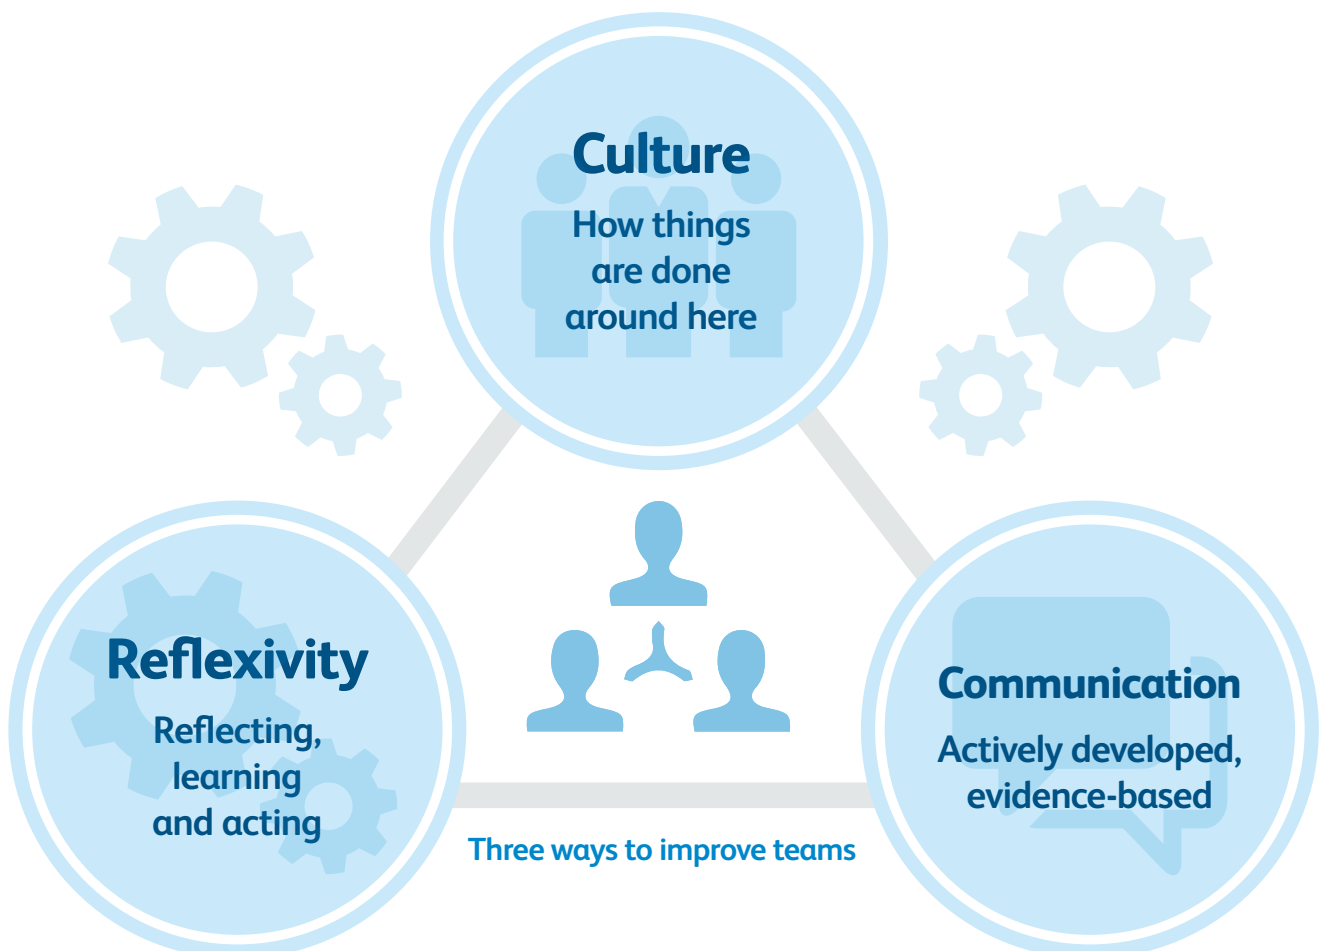 Culture
How things
are done
around here
Reflexivity
Reflecting,
learning
and acting
Communication
Actively developed,
evidence-based
Three ways to improve teams